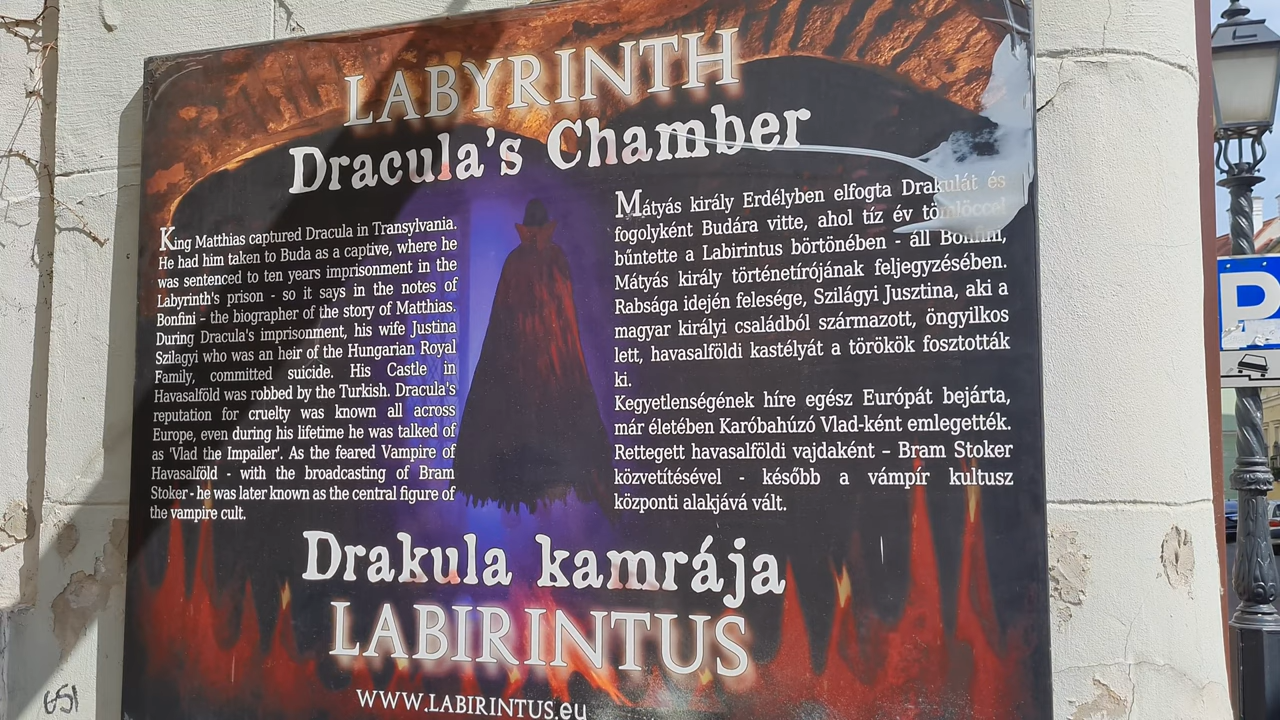 LABYRINTH
Dracula's Chamber
King Matthias captured Dracula in Transylvania.
He had him taken to Buda as a captive, where he
was sentenced to ten years imprisonment in the
Labyrinth's prison - so it says in the notes of
Bonfini – the biographer of the story of Matthias.
During Dracula's imprisonment, his wife Justina
Szilagyi who was an heir of the Hungarian Royal
Family, committed suicide. His Castle in
Havasalföld was robbed by the Turkish. Dracula's
reputation for cruelty was known all across
Europe, even during his lifetime he was talked of
as 'Vlad the Impailer'. As the feared Vampire of
Havasalföld - with the broadcasting of Bram
Stoker - he was later known as the central figure of
the vampire cult.
Mátyás király Erdélyben elfogta Drakulát és
fogolyként Budára vitte, ahol tíz év tömlöccel
bűntette a Labirintus börtönében - áll Bonfini,
Mátyás király történetírójának feljegyzésében.
Rabsága idején felesége, Szilágyi Jusztina, aki a
magyar királyi családból származott, öngyilkos
lett, havasalföldi kastélyát a törökök fosztották
ki.
Kegyetlenségének híre egész Európát bejárta,
már életében Karóbahúzó Vlad-ként emlegették.
Rettegett havasalföldi vajdaként – Bram Stoker
közvetítésével - később a vámpír kultusz
központi alakjává vált.
Drakula kamrája
LABIRINTUS
WWW.LABIRINTUS.eu
P